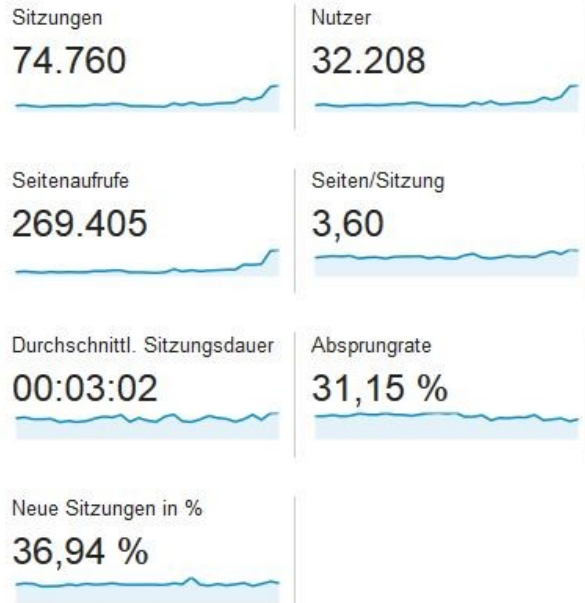 Sitzungen
74.760
Nutzer
32.208
Seitenaufrufe
269.405
Seiten/Sitzung
3,60
Durchschnittl. Sitzungsdauer
00:03:02
Absprungrate
31,15 %
Neue Sitzungen in %
36,94 %